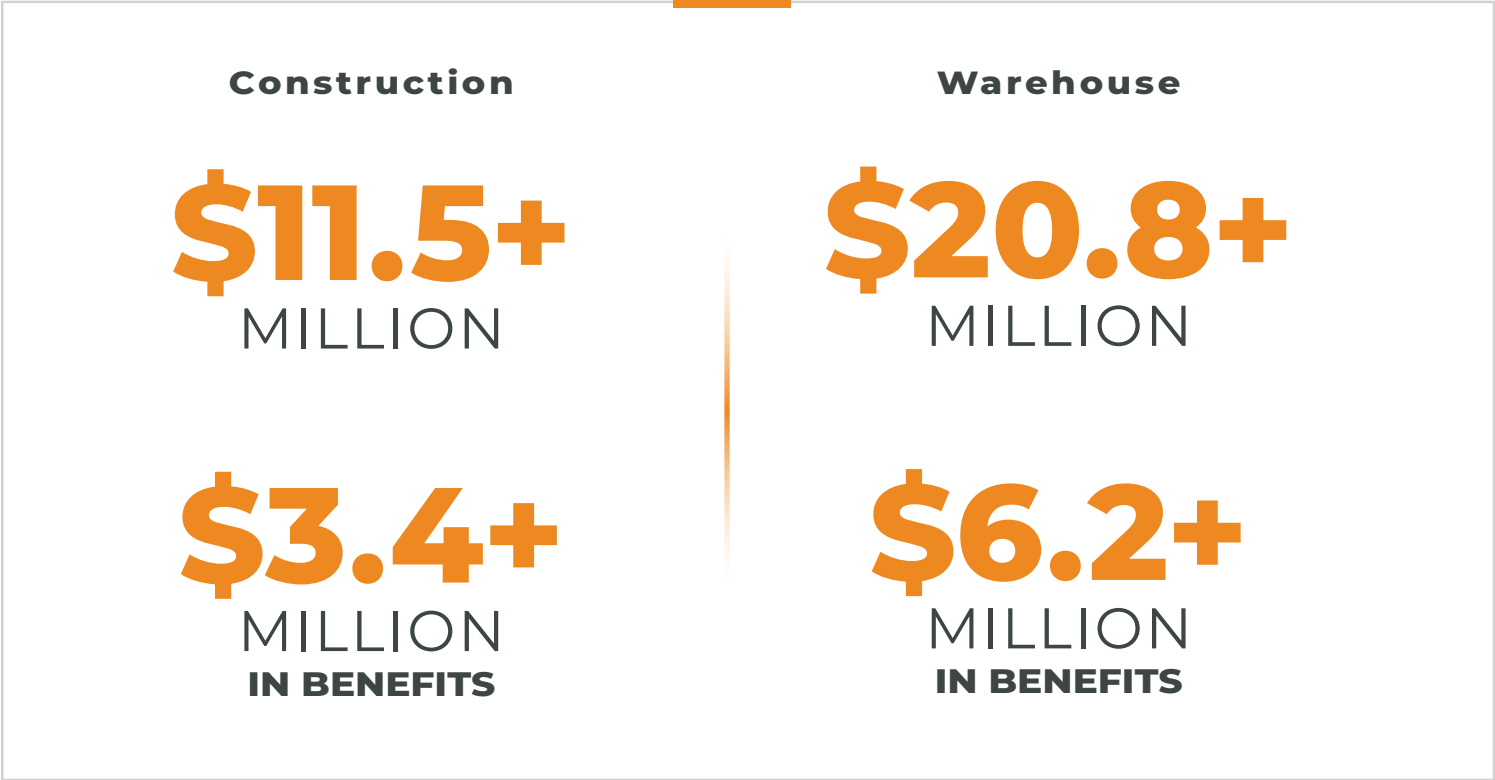 Construction
$11.5+
MILLION
$3.4+
MILLION
IN BENEFITS
Warehouse
$20.8+
MILLION
$6.2+
MILLION
IN BENEFITS